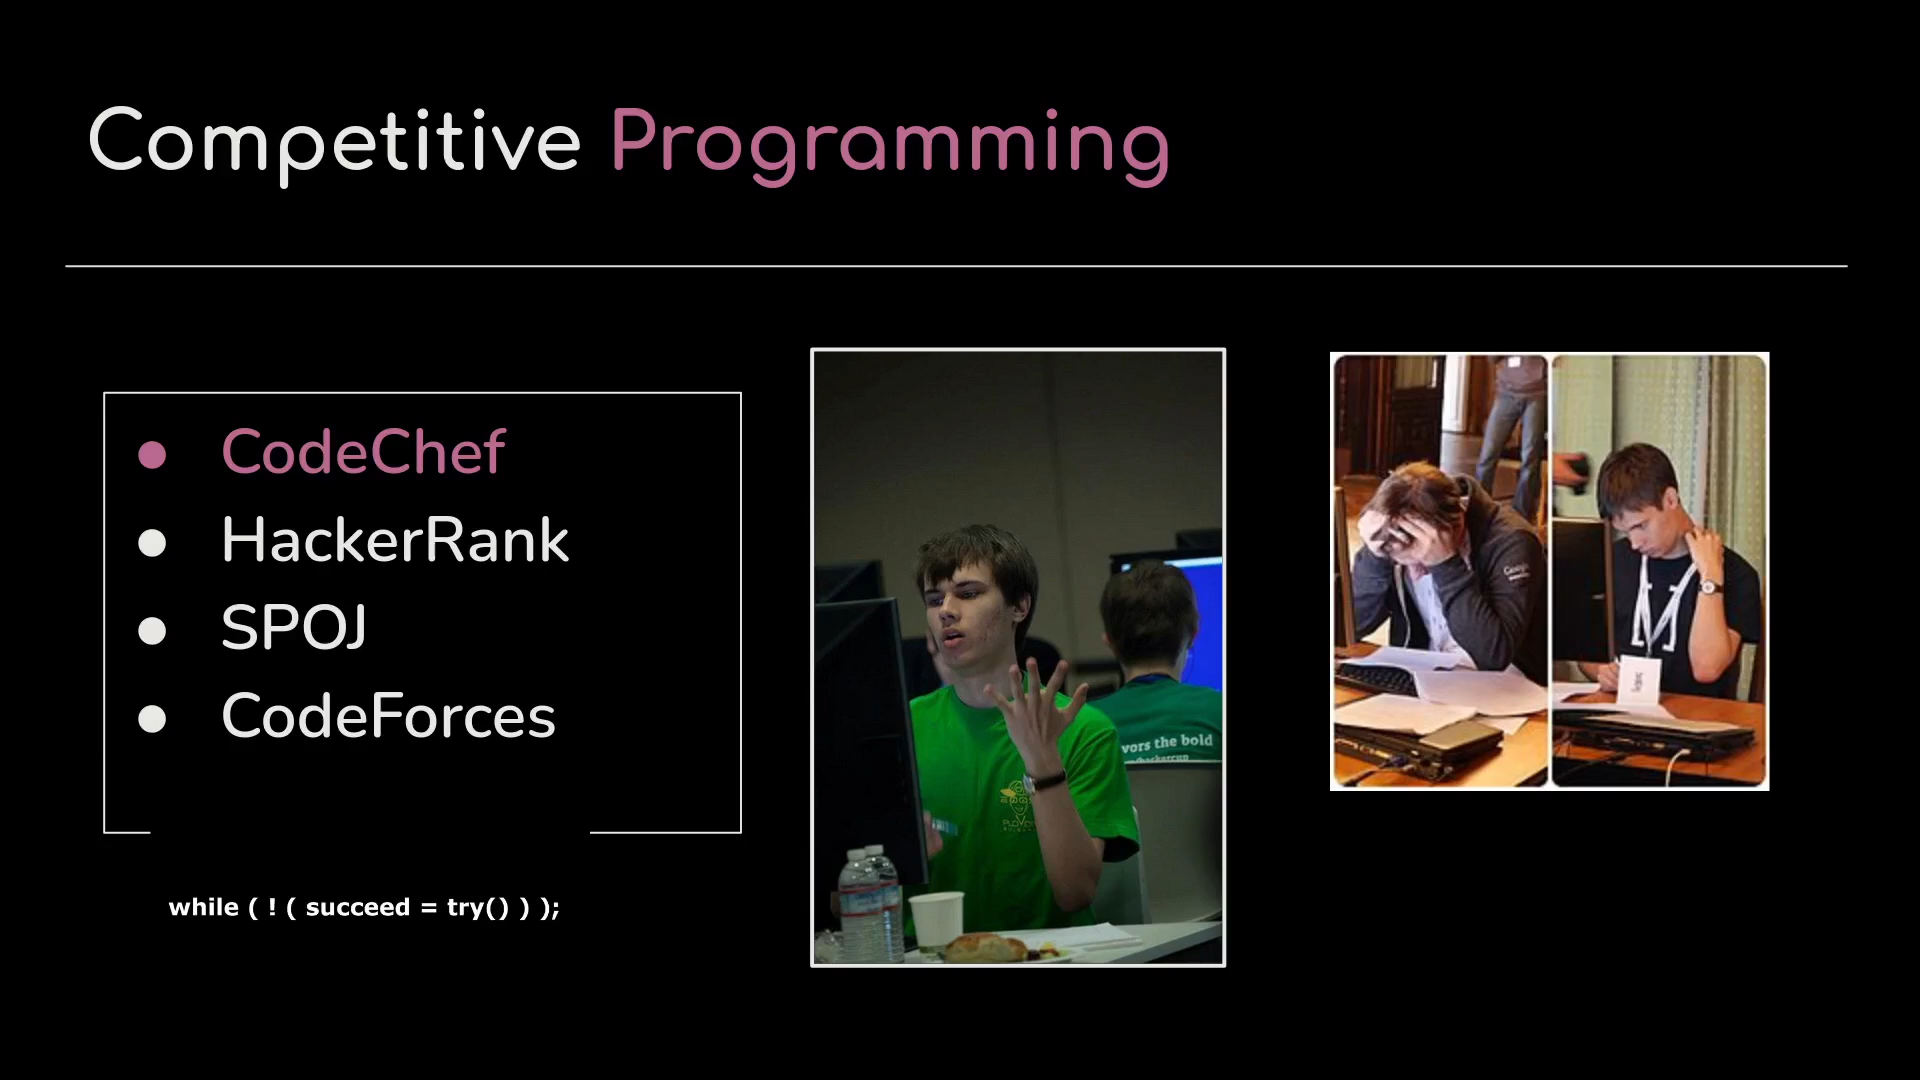 Competitive Programming
CodeChef
HackerRank
SPOJ
CodeForces
while ( ! ( succeed = try() ) );
vors the bold